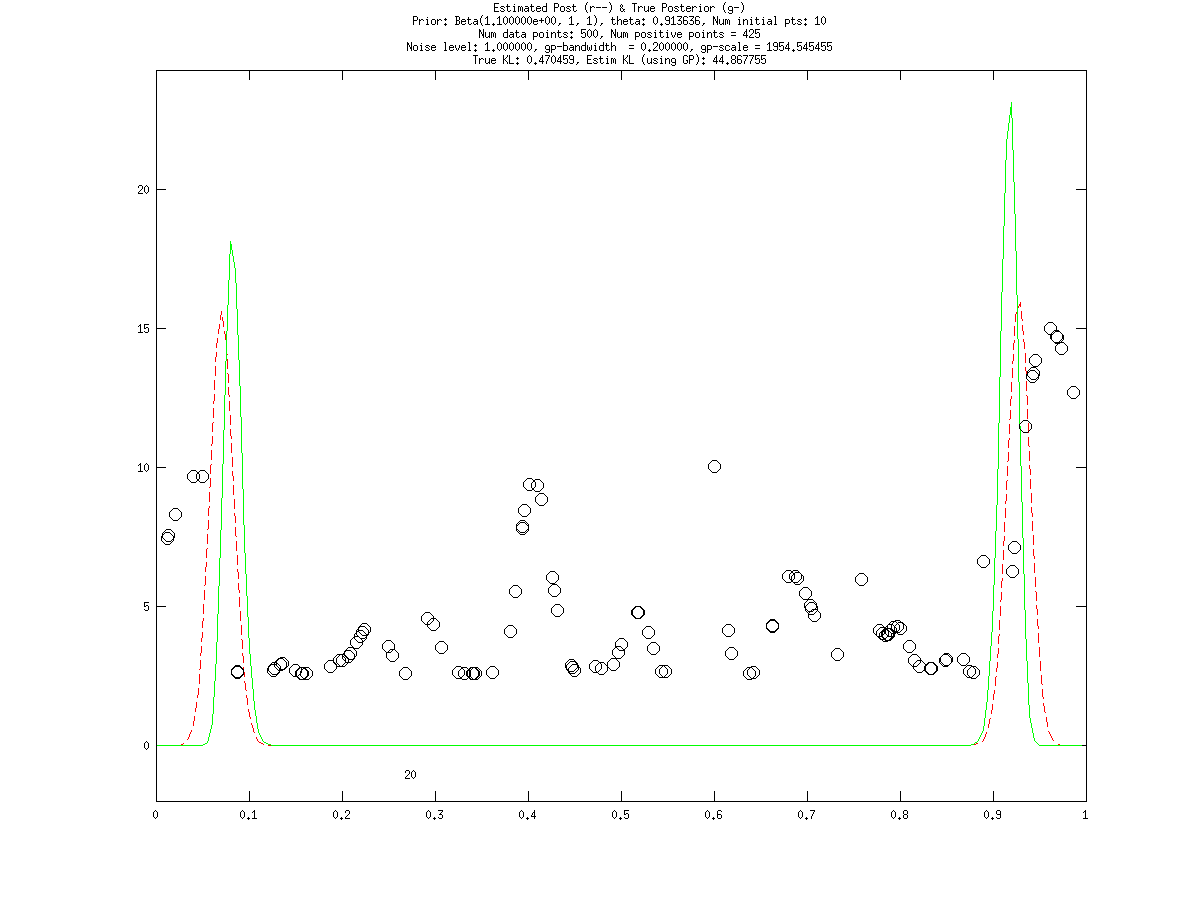 Estimated Post (r--) & True Posterior (g-)
Prior: Beta(1.100000e+00, 1, 1), theta: 0.913636, Num initial pts: 10
Num data points: 500, Num positive points = 425
Noise level: 1.000000, gp-bandwidth  = 0.200000, gp-scale = 1954.545455
True KL: 0.470459, Estim KL (using GP): 44.867755
20
15
10
5
0
20
0 0.1 0.2 0.3 0.4 0.5 0.6 0.7 0.8 0.9 1